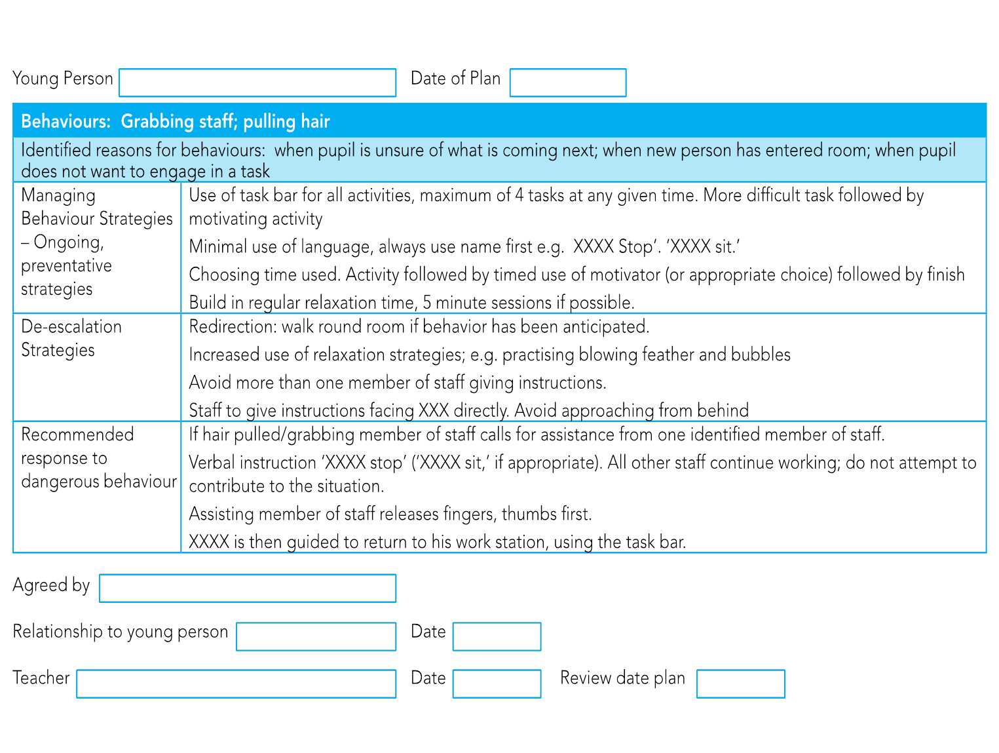 Young Person Date of Plan
Behaviours:  Grabbing staff; pulling hair
Identified reasons for behaviours:  when pupil is unsure of what is coming next; when new person has entered room; when pupil
does not want to engage in a task
Managing
Behaviour Strategies
– Ongoing,
preventative
strategies
Use of task bar for all activities, maximum of 4 tasks at any given time. More difficult task followed by
motivating activity
Minimal use of language, always use name first e.g.  XXXX Stop’. ’XXXX sit.’
Choosing time used. Activity followed by timed use of motivator (or appropriate choice) followed by finish
Build in regular relaxation time, 5 minute sessions if possible.
De-escalation
Strategies
Redirection: walk round room if behavior has been anticipated.
Increased use of relaxation strategies; e.g. practising blowing feather and bubbles
Avoid more than one member of staff giving instructions.
Staff to give instructions facing XXX directly. Avoid approaching from behind
Recommended
response to
dangerous behaviour
If hair pulled/grabbing member of staff calls for assistance from one identified member of staff.
Verbal instruction ‘XXXX stop’ (‘XXXX sit,’ if appropriate). All other staff continue working; do not attempt to
contribute to the situation.
Assisting member of staff releases fingers, thumbs first.
XXXX is then guided to return to his work station, using the task bar.
Agreed by
Relationship to young person Date
Teacher Date Review date plan